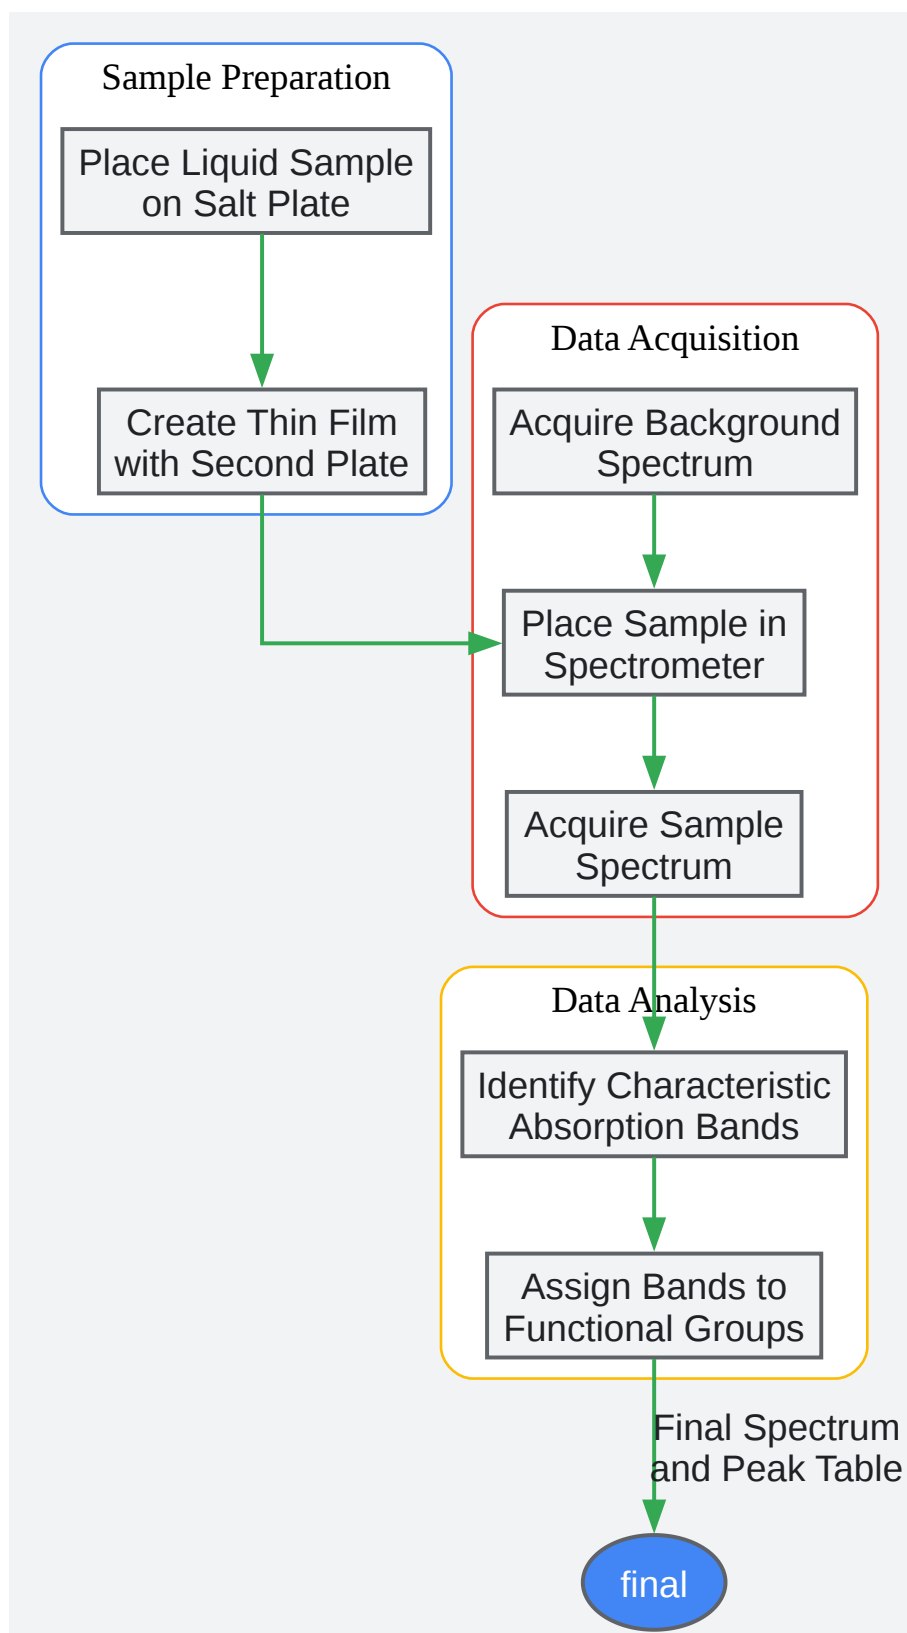 Sample Preparation
Place Liquid Sample
on Salt Plate
Create Thin Film
with Second Plate
Data Acquisition
Acquire Background
Spectrum
Place Sample in
Spectrometer
Acquire Sample
Spectrum
Data Analysis
Identify Characteristic
Absorption Bands
Assign Bands to
Functional Groups
Final Spectrum
and Peak Table
final